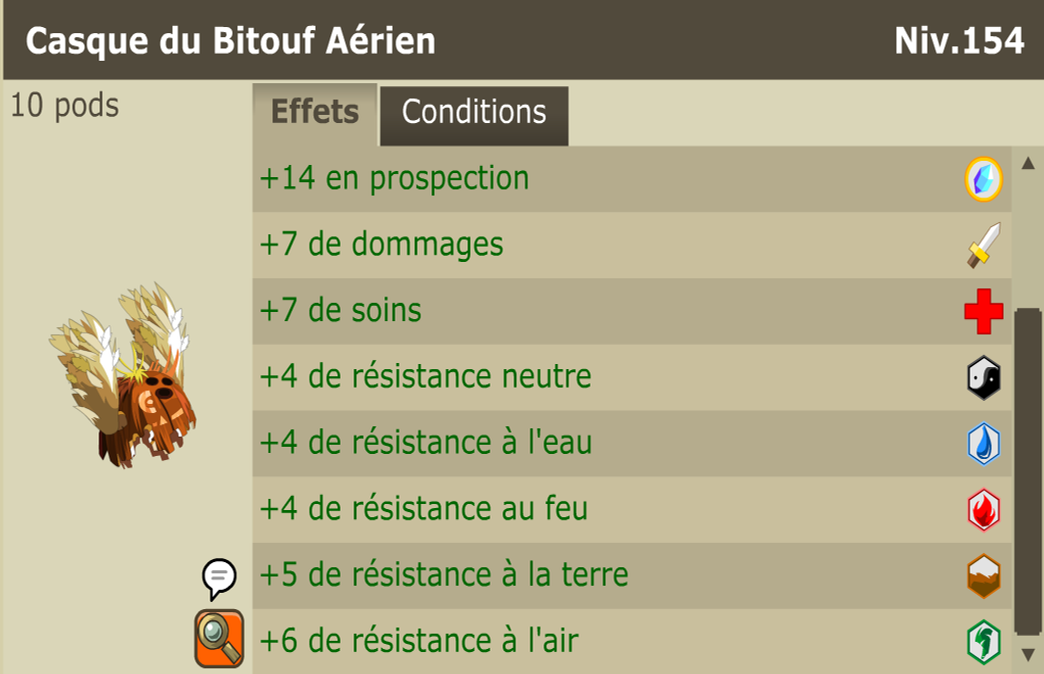 Casque du Bitouf Aérien
Niv.154
10 pods
Effets
Conditions
+14 en prospection
+7 de dommages
+7 de soins
+4 de résistance neutre
+4 de résistance à l'eau
+4 de résistance au feu
+5 de résistance à la terre
+6 de résistance à l'air